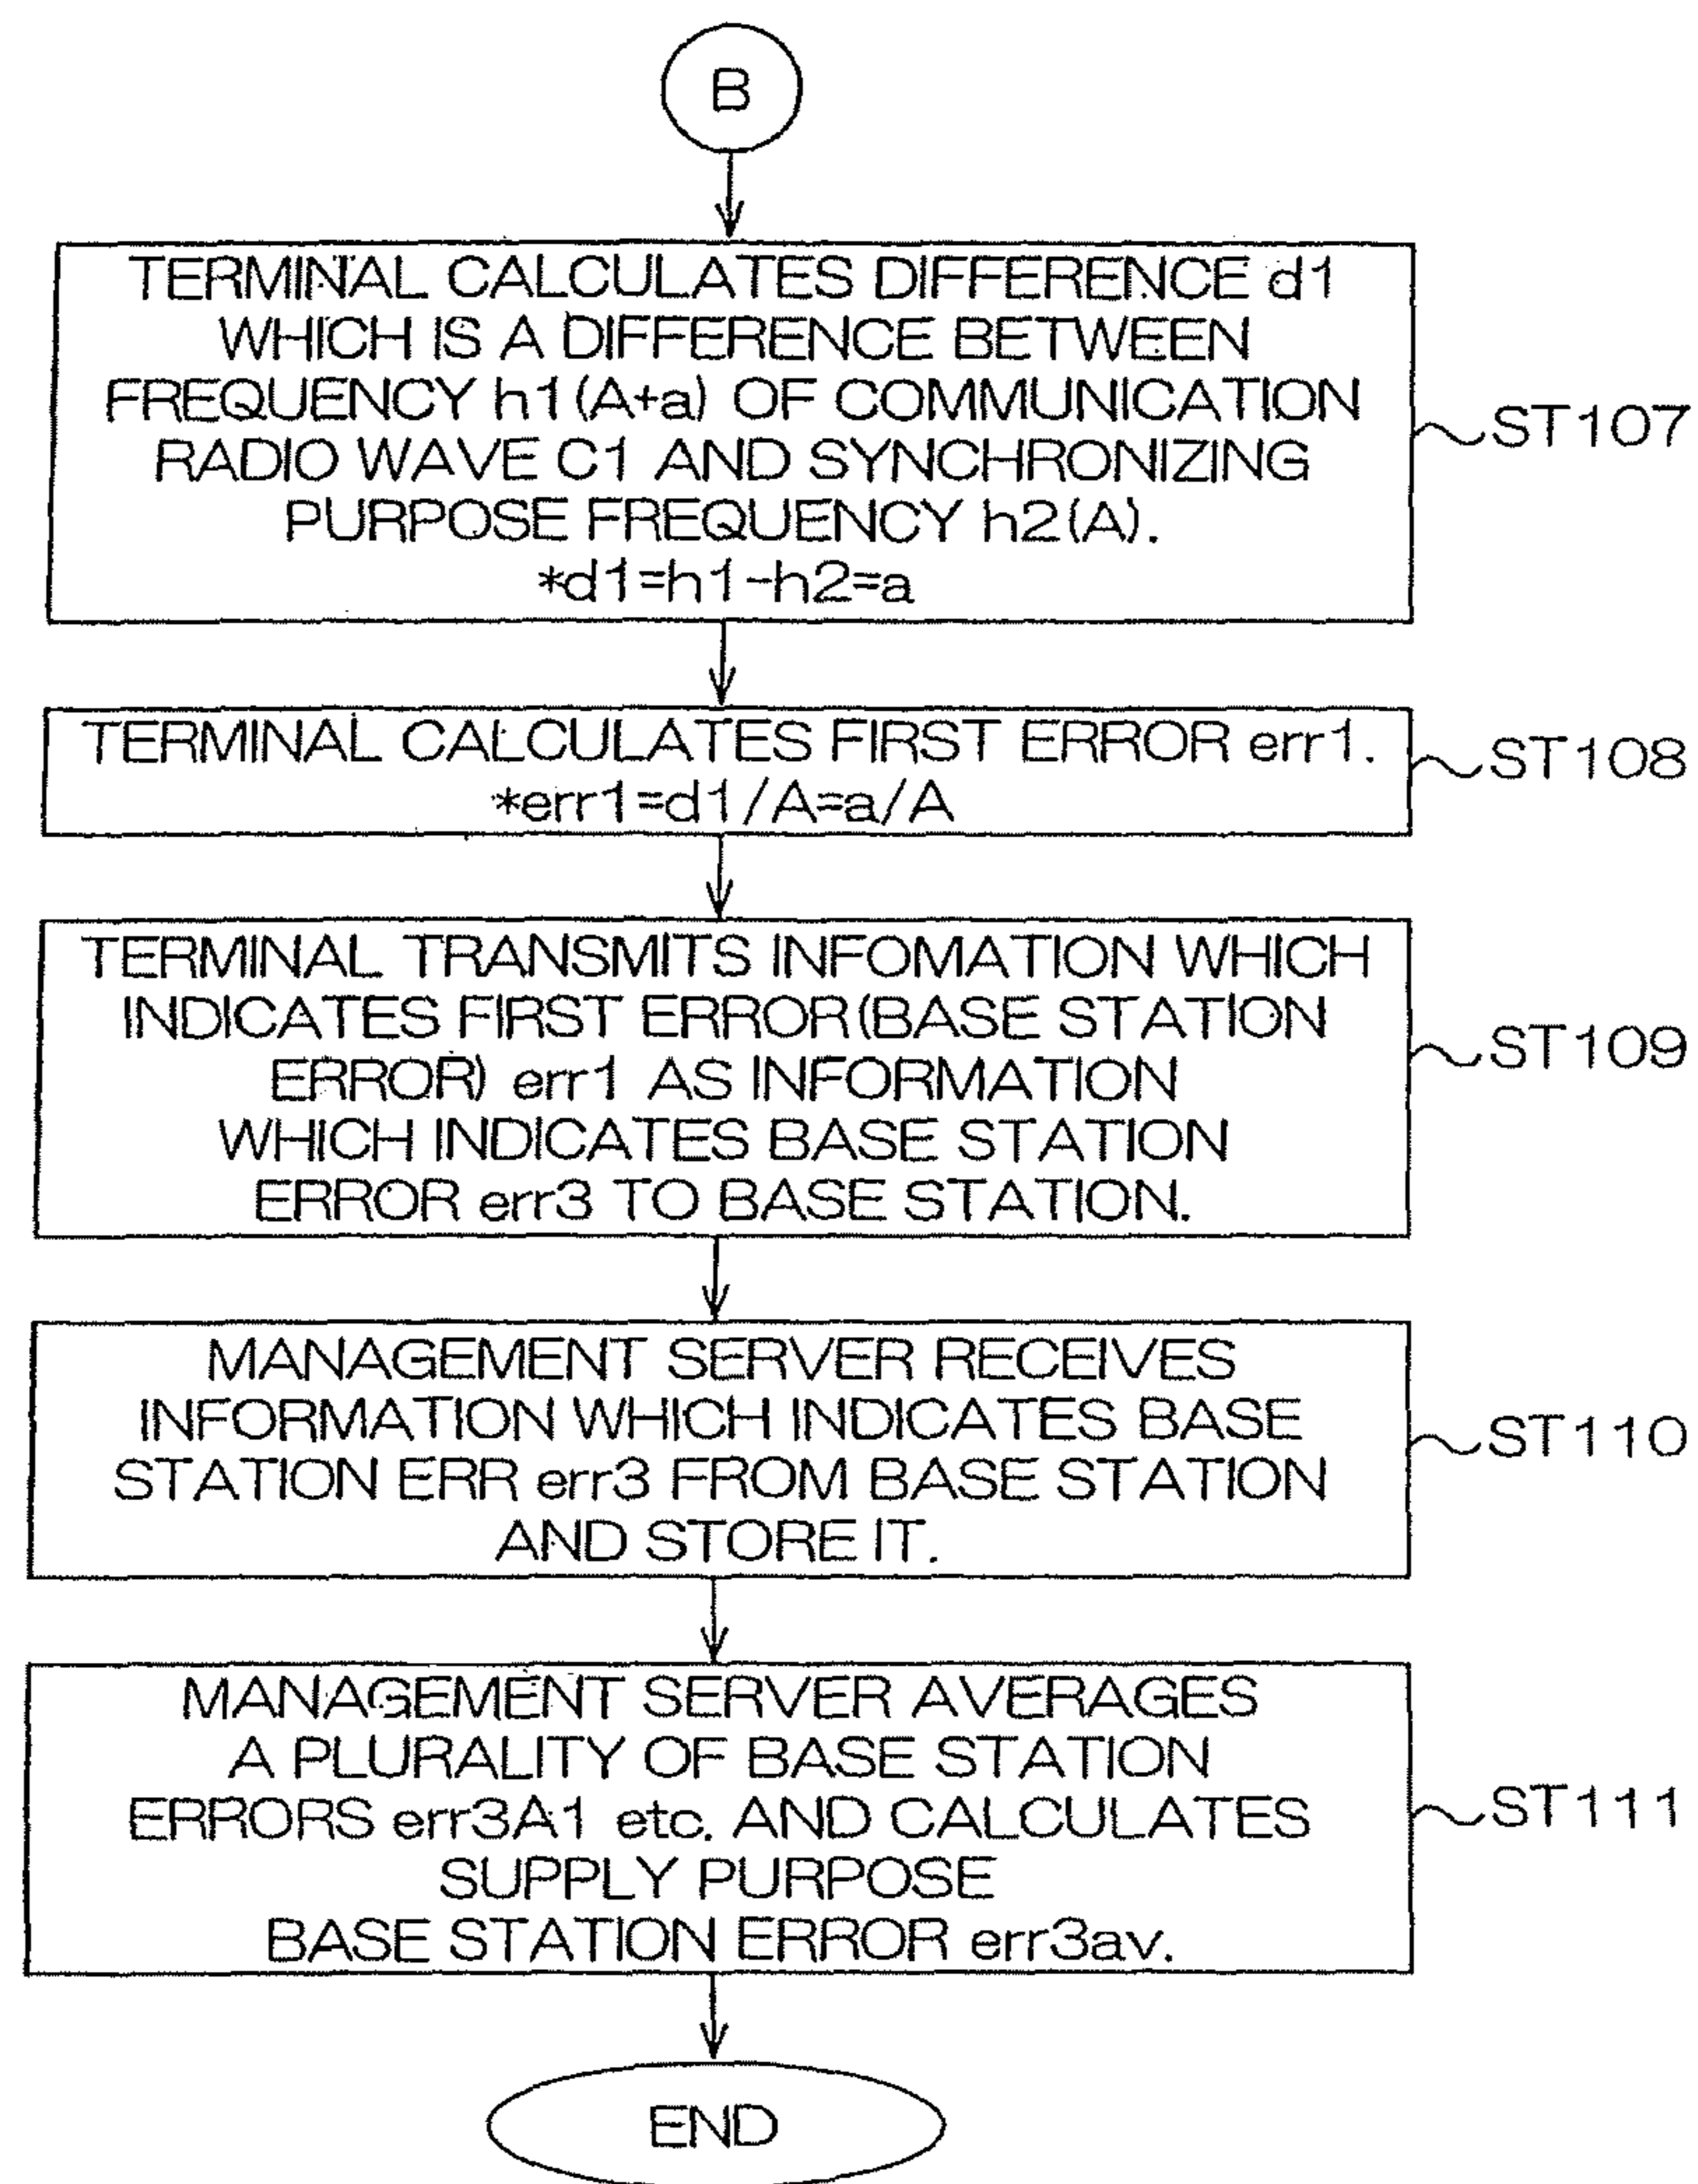 B
TERMINAL CALCULATES DIFFERENCE d1
WHICH IS A DIFFERENCE BETWEEN
FREQUENCY h1(A+a) OF COMMUNICATION
RADIO WAVE C1 AND SYNCHRONIZING
PURPOSE FREQUENCY h2(A).
*d1=h1-h2=a
ST107
TERMINAL CALCULATES FIRST ERROR err1.
*err1=d1/A=a/A
ST108
TERMINAL TRANSMITS INFOMATION WHICH
INDICATES FIRST ERROR(BASE STATION
ERROR) err1 AS INFORMATION
WHICH INDICATES BASE STATION
ERROR err3 TO BASE STATION.
ST109
MANAGEMENT SERVER RECEIVES
INFORMATION WHICH INDICATES BASE
STATION ERR err3 FROM BASE STATION
AND STORE IT.
ST110
MANAGEMENT SERVER AVERAGES
A PLURALITY OF BASE STATION
ERRORS err3A1 etc. AND CALCULATES
SUPPLY PURPOSE
BASE STATION ERROR err3av.
ST111
END